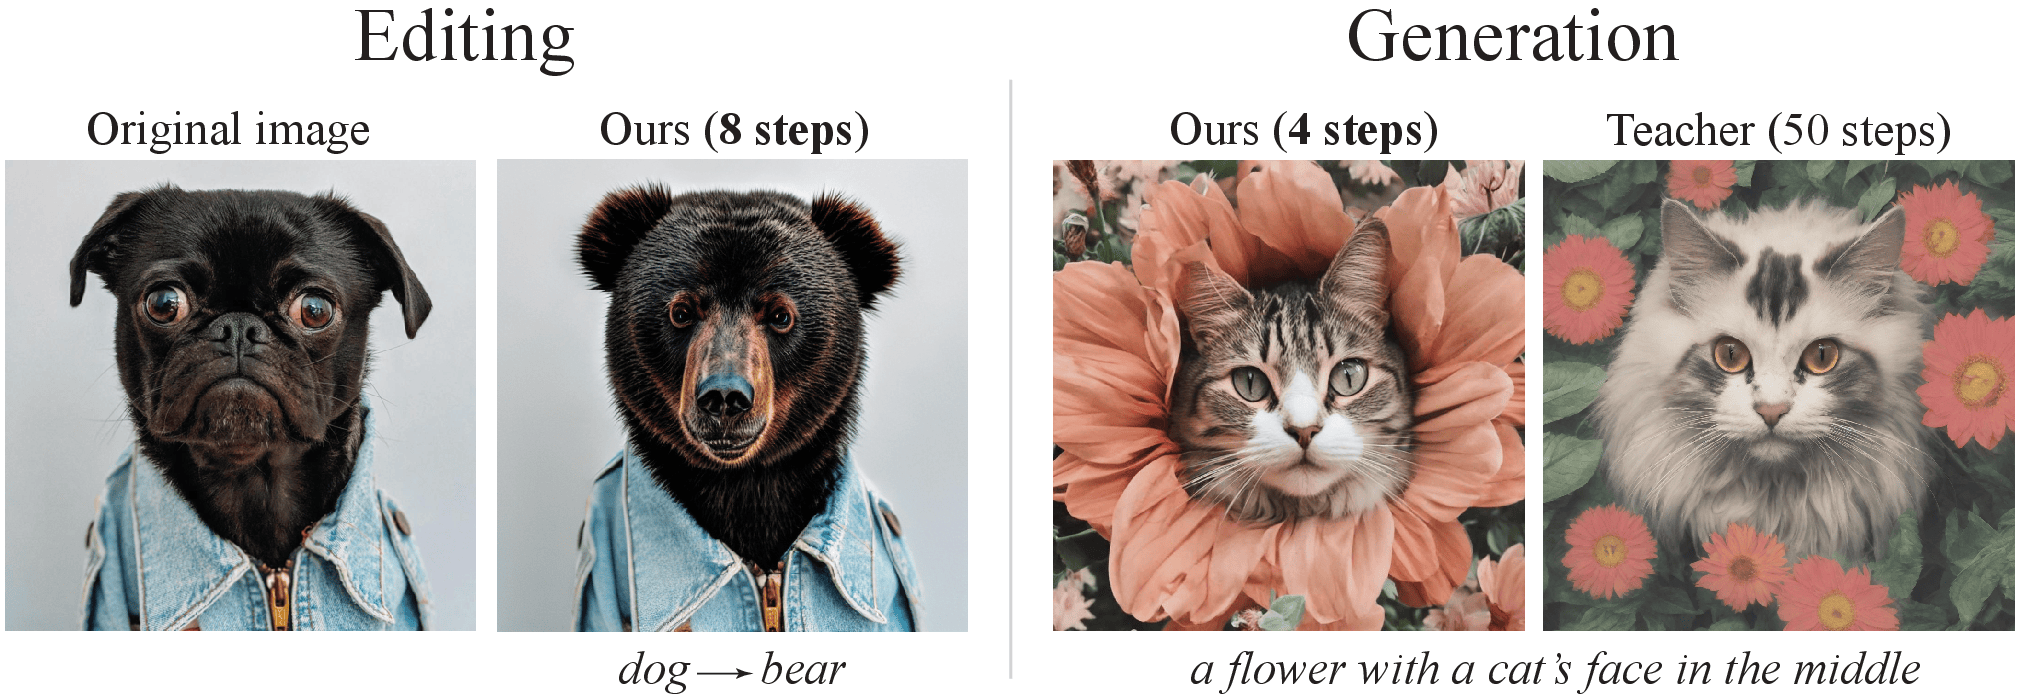 Editing
Generation
Original image
Ours (8 steps)
Ours (4 steps)
Teacher (50 steps)
dog → bear
a flower with a cat's face in the middle